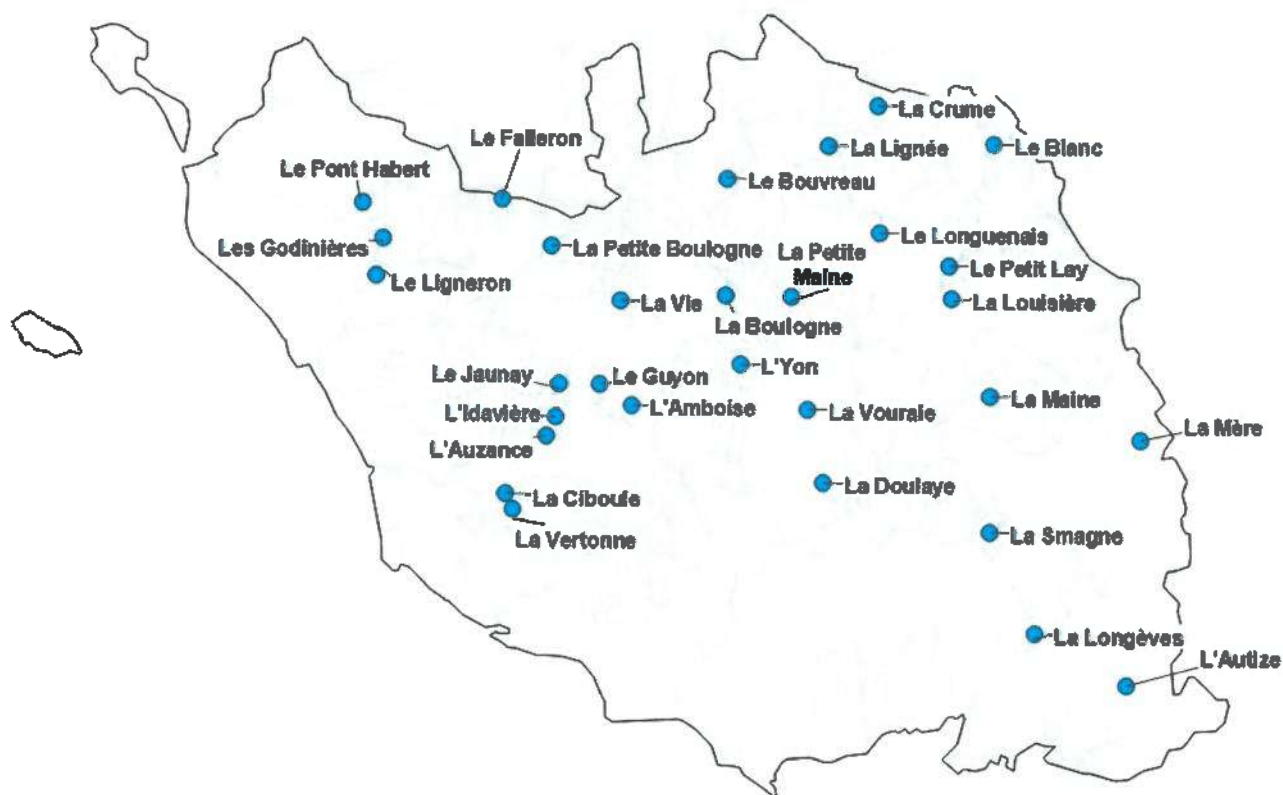 La Crume
Le Falleron
La Lignée
Le Blanc
Le Pont Habert
Le Bouvreau
Les Godinières
La Petite Boulogne
La Petite
Maine
Le Longuenais
Le Petit Lay
Le Ligneron
La Vie
La Boulogne
La Louisière
Le Jaunay
Le Guyon
L'Yon
L'Idavière
L'Amboise
La Vouraie
La Maine
La Mère
L'Auzance
La Ciboule
La Doulaye
La Vertonne
La Smagne
La Longèves
L'Autize